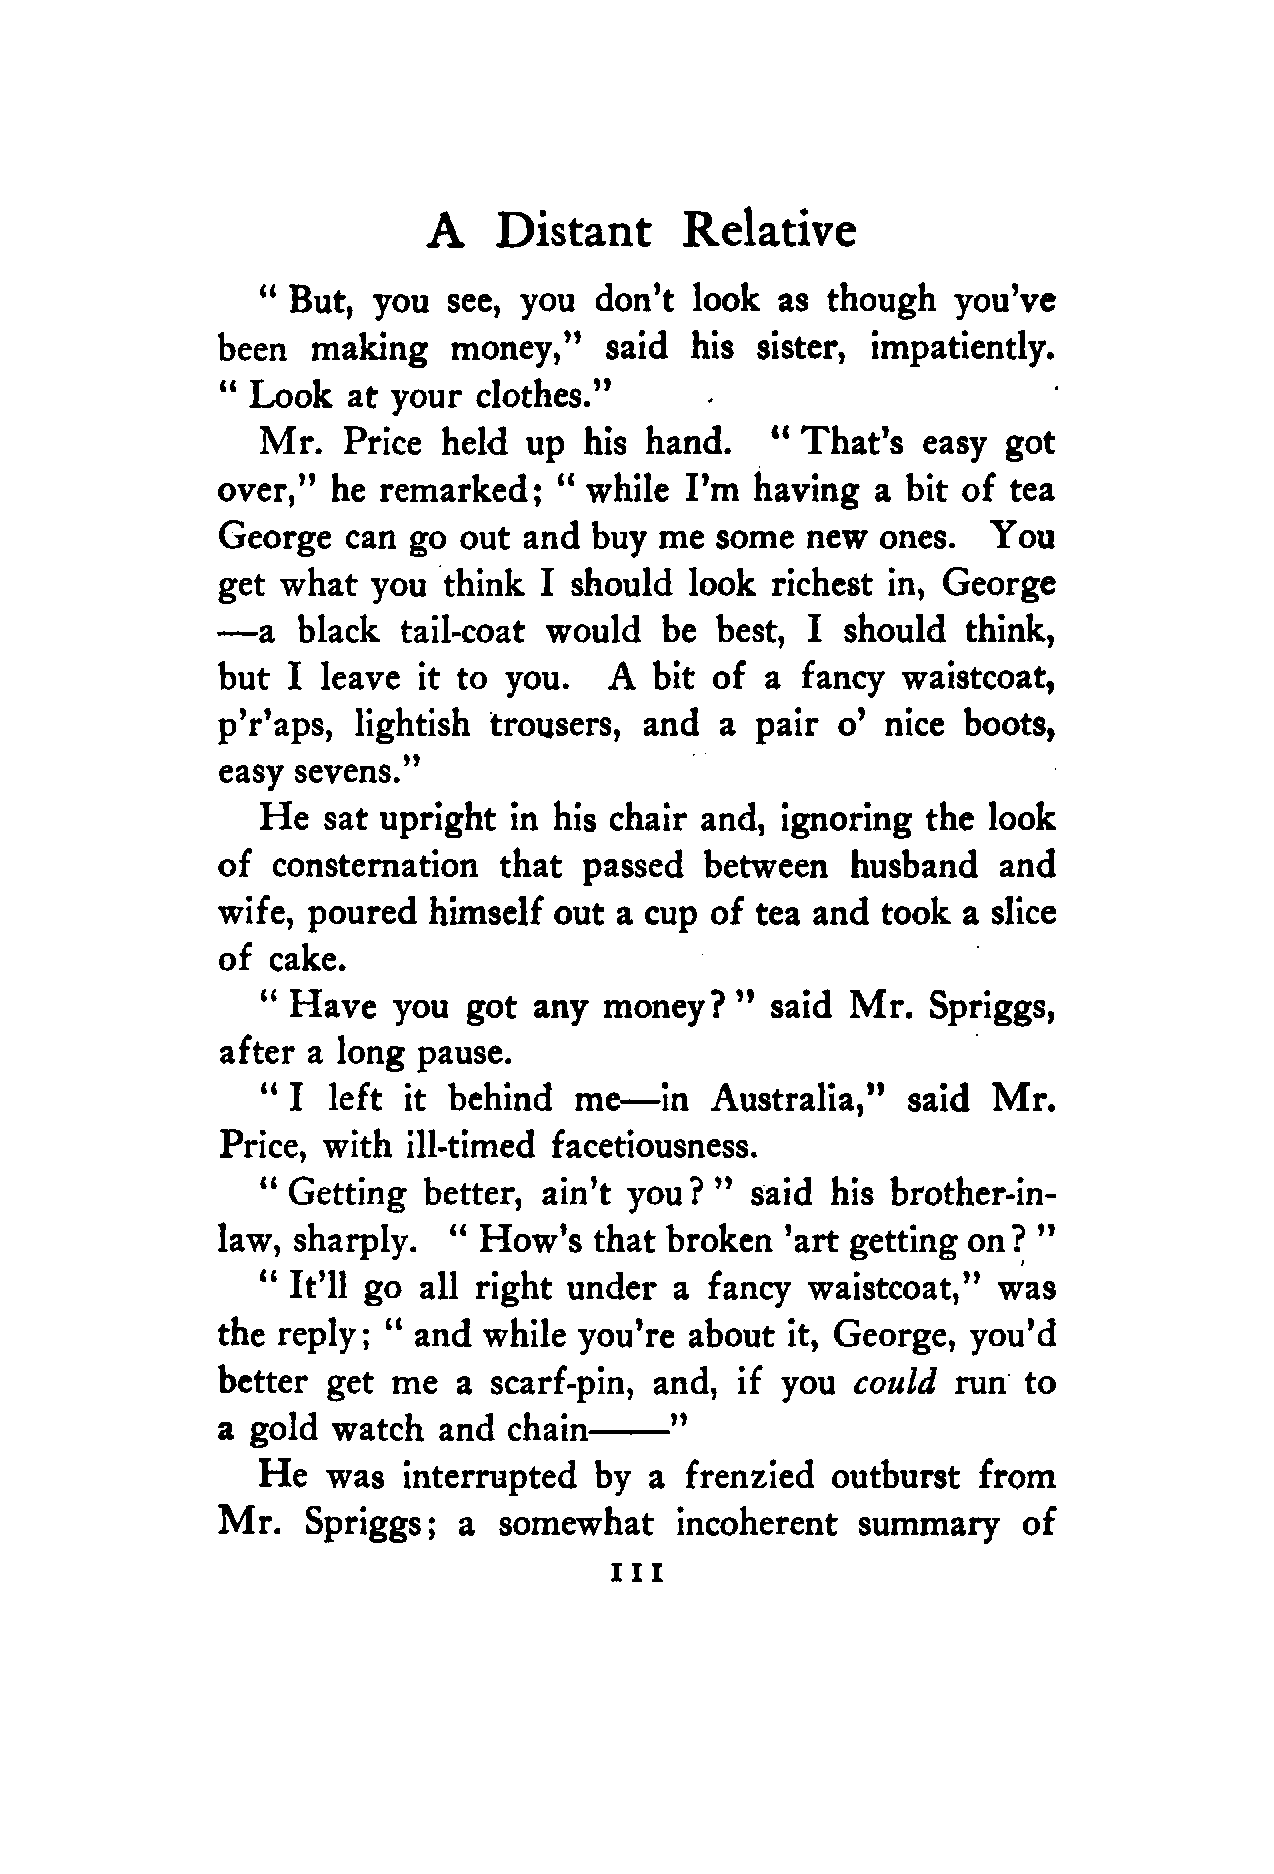 A Distant Relative
" But, you see, you don't look as though you've
been making money," said his sister, impatiently.
" Look at your clothes."
Mr. Price held up his hand. " That's easy got
over," he remarked; " while I'm having a bit of tea
George can go out and buy me some new ones. You
get what you think I should look richest in, George
—a black tail-coat would be best, I should think,
but I leave it to you. A bit of a fancy waistcoat,
p'r'aps, lightish trousers, and a pair o' nice boots,
easy sevens."
He sat upright in his chair and, ignoring the look
of consternation that passed between husband and
wife, poured himself out a cup of tea and took a slice
of cake.
" Have you got any money? " said Mr. Spriggs,
after a long pause.
" I left it behind me—in Australia," said Mr.
Price, with ill-timed facetiousness.
" Getting better, ain't you? " said his brother-in-
law, sharply. " How's that broken 'art getting on? "
" It'll go all right under a fancy waistcoat," was
the reply; " and while you're about it, George, you'd
better get me a scarf-pin, and, if you could run to
a gold watch and chain——"
He was interrupted by a frenzied outburst from
Mr. Spriggs; a somewhat incoherent summary of
111